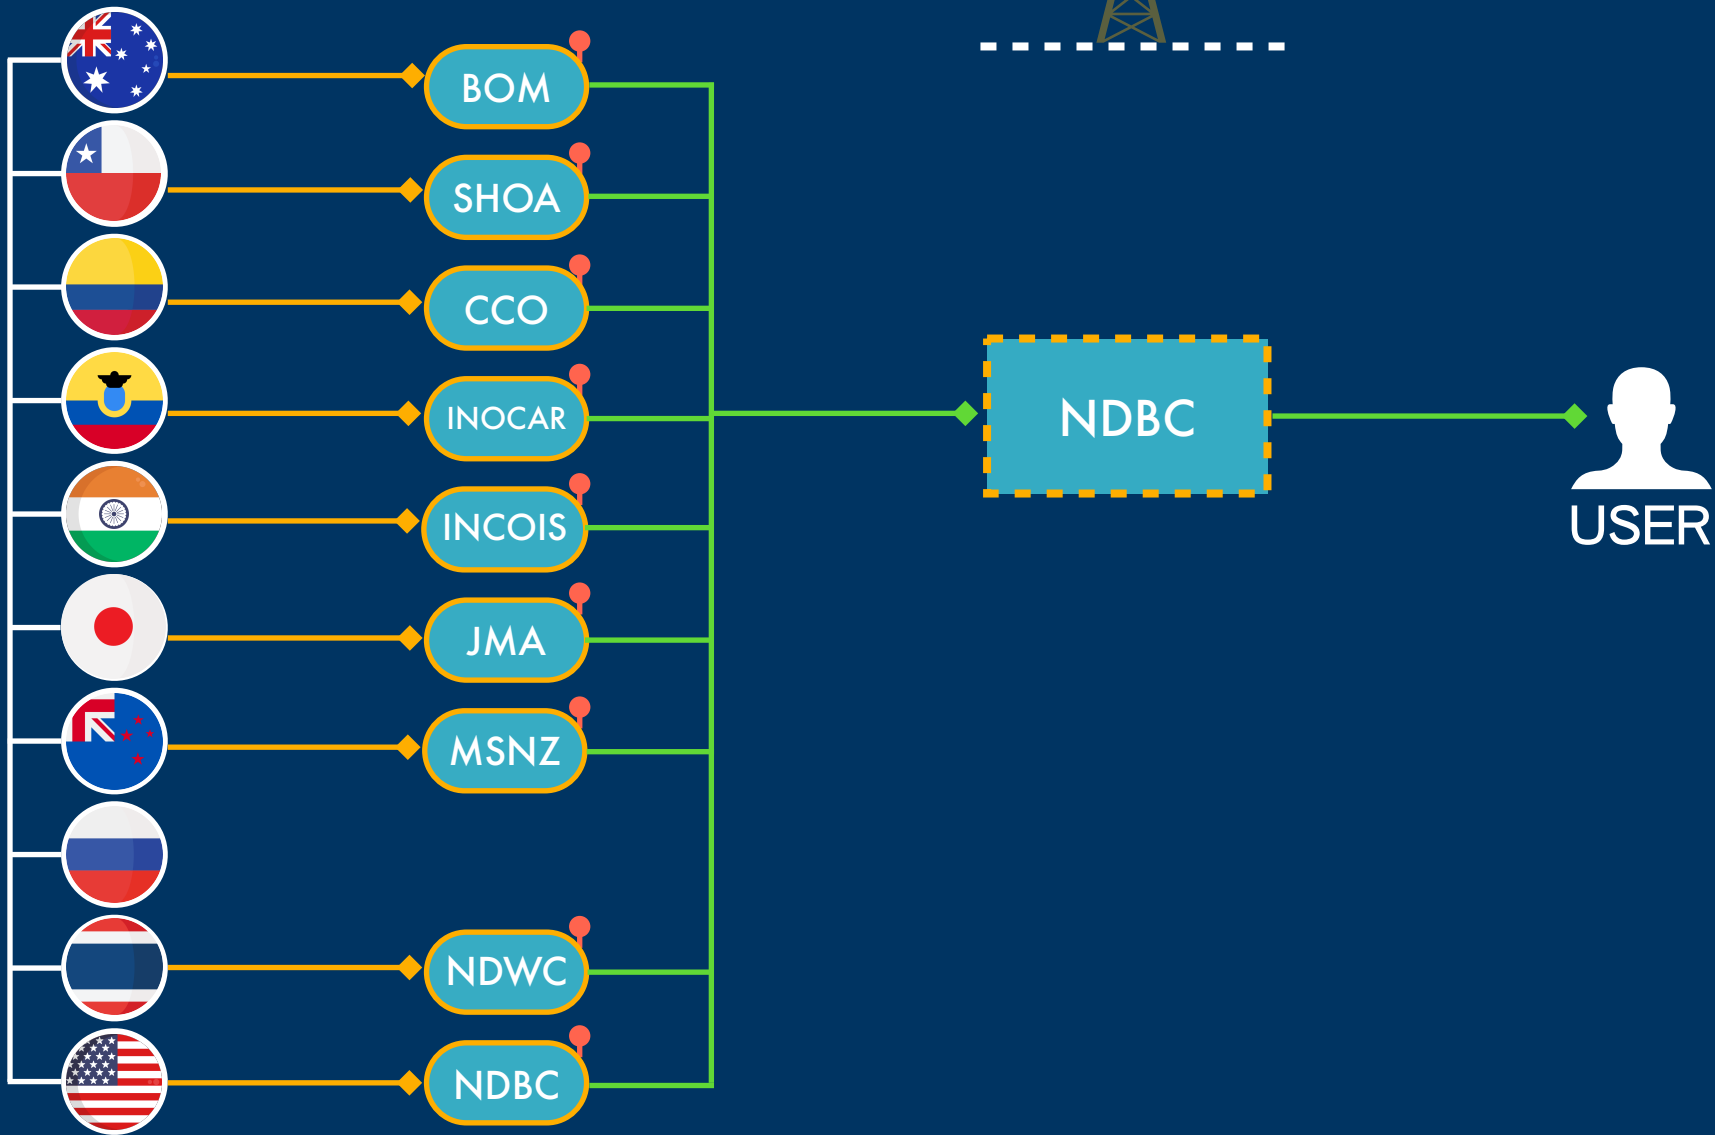 BOM
SHOA
CCO
INOCAR
INCOIS
JMA
MSNZ
NDWC
NDBC
NDBC
USER